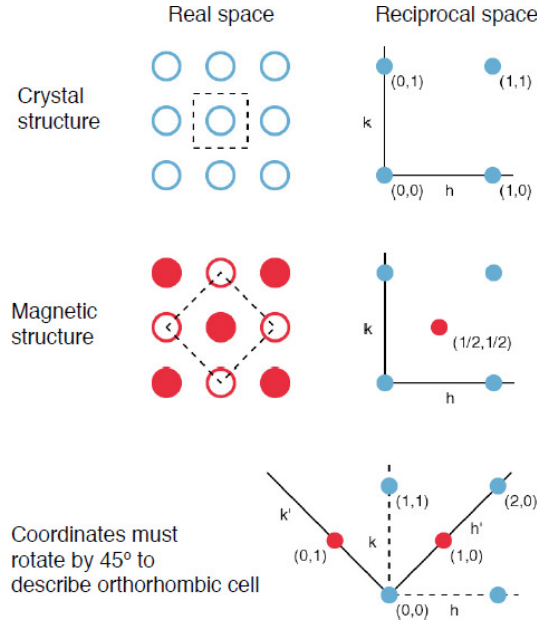 Real space
Reciprocal space
Crystal
structure
(0,1)
(1,1)
k
(0,0)
h
(1,0)
Magnetic
structure
k
(1/2,1/2)
h
Coordinates must
rotate by 45º to
describe orthorhombic cell
k'
(1,1)
(2,0)
h'
k
(0,1)
(1,0)
(0,0)
h